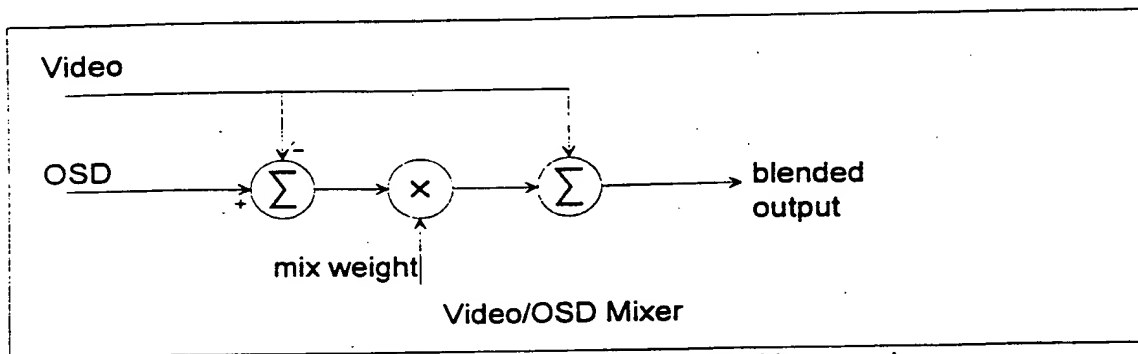 Video
-
OSD
+
Σ
×
Σ
blended
output
mix weight
Video/OSD Mixer